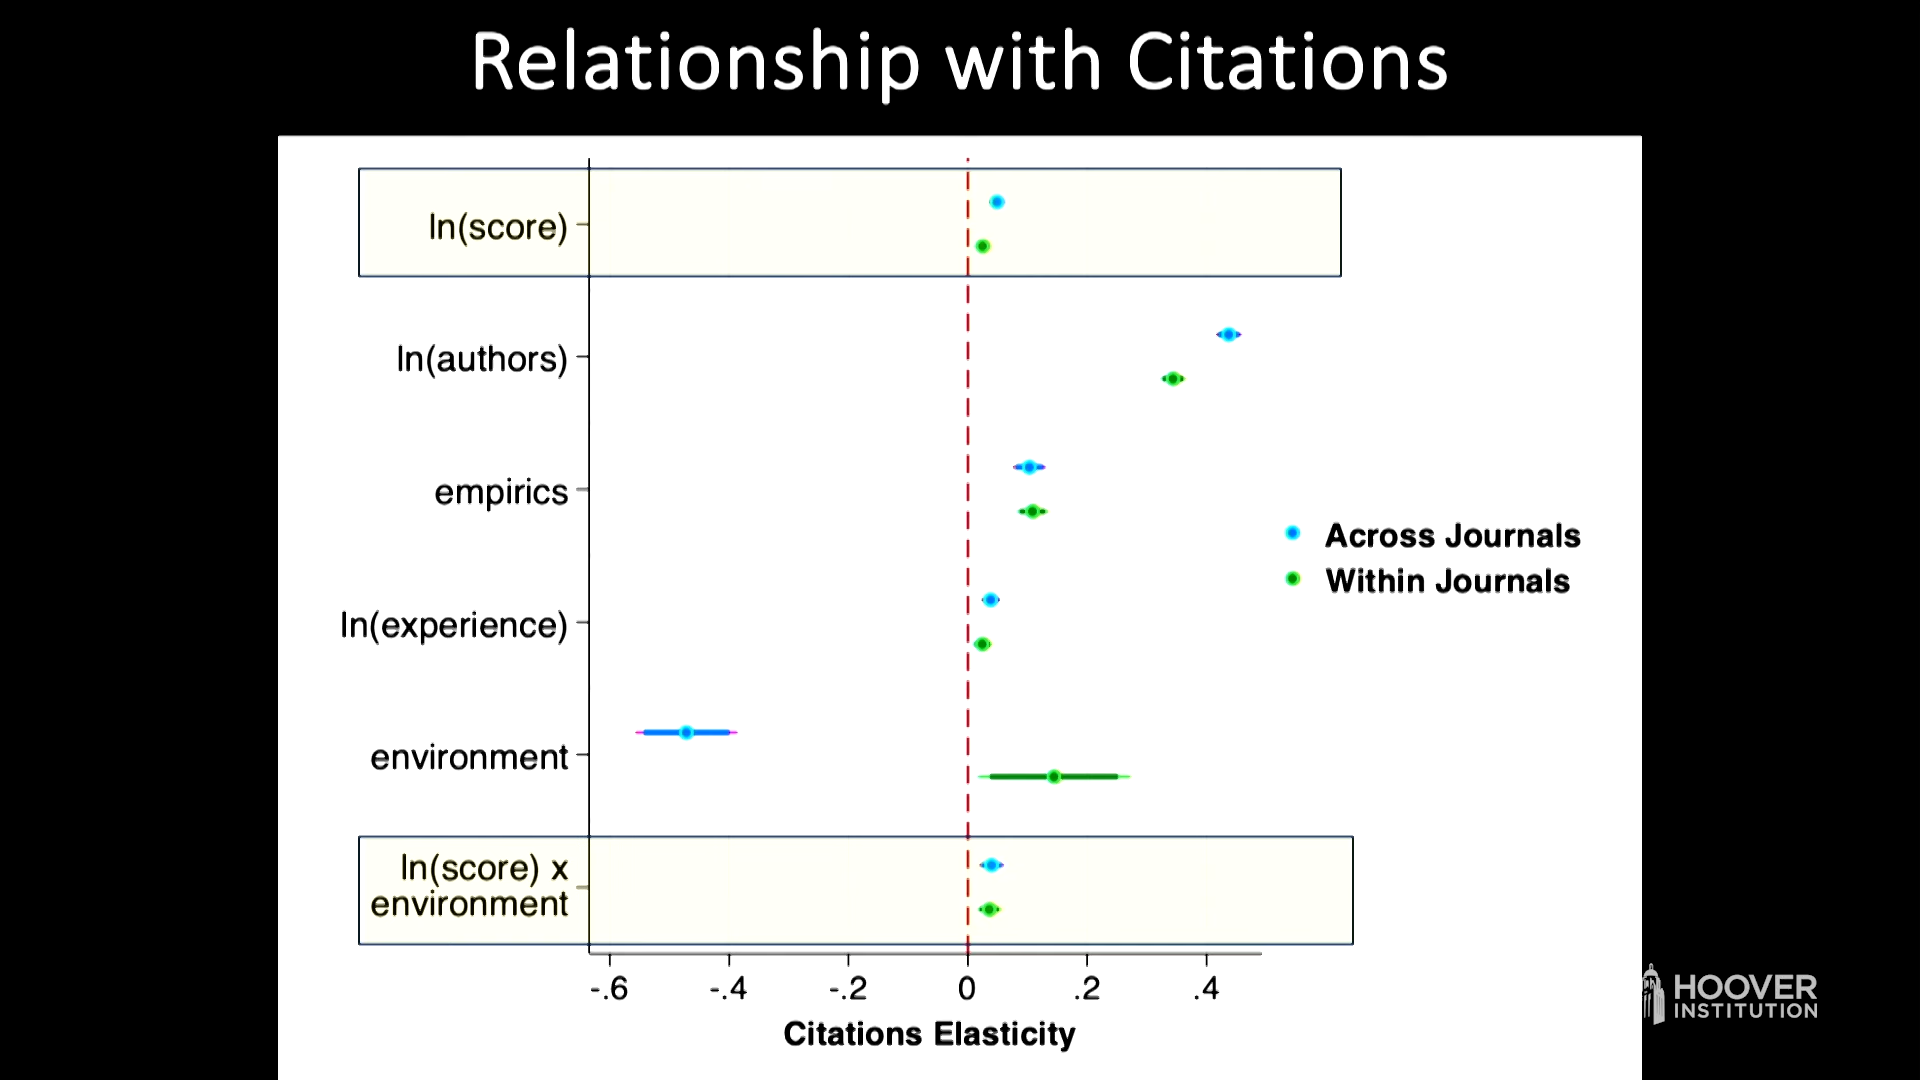 Relationship with Citations
ln(score)
ln(authors)
empirics
ln(experience)
environment
ln(score) x
environment
Across Journals
Within Journals
-.6 -.4 -.2 0 .2 .4
Citations Elasticity
HOOVER
INSTITUTION